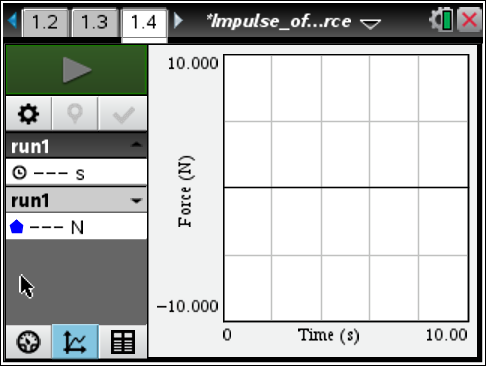 1.2 1.3 1.4 *Impulse_of...rce
run1
--- s
run1
--- N
10.000
Force (N)
-10.000
0 Time (s) 10.00